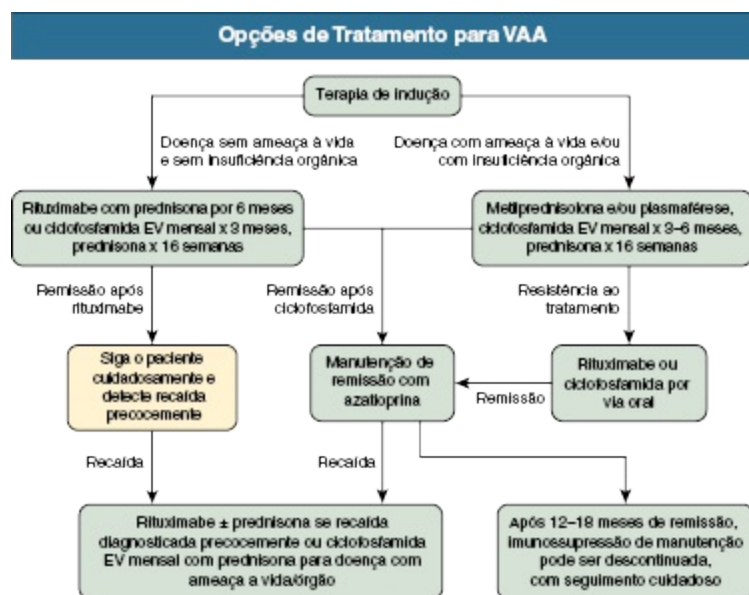 Opções de Tratamento para VAA
Terapia de indução
Doença sem ameaça à vida
e sem insuficiência orgânica
Doença com ameaça à vida e/ou
com insuficiência orgânica
Rituximabe com prednisona por 6 meses
ou ciclofosfamida EV mensal x 3 meses,
prednisona x 16 semanas
Metilprednisolona e/ou plasmaférese,
ciclofosfamida EV mensal x 3–6 meses,
prednisona x 16 semanas
Remissão após
rituximabe
Remissão após
ciclofosfamida
Resistência ao
tratamento
Siga o paciente
cuidadosamente e
detecte recaída
precocemente
Manutenção de
remissão com
azatioprina
Remissão
Rituximabe ou
ciclofosfamida por
via oral
Recaída
Recaída
Rituximabe ± prednisona se recaída
diagnosticada precocemente ou ciclofosfamida
EV mensal com prednisona para doença com
ameaça a vida/órgão
Após 12–18 meses de remissão,
imunossupressão de manutenção
pode ser descontinuada,
com seguimento cuidadoso